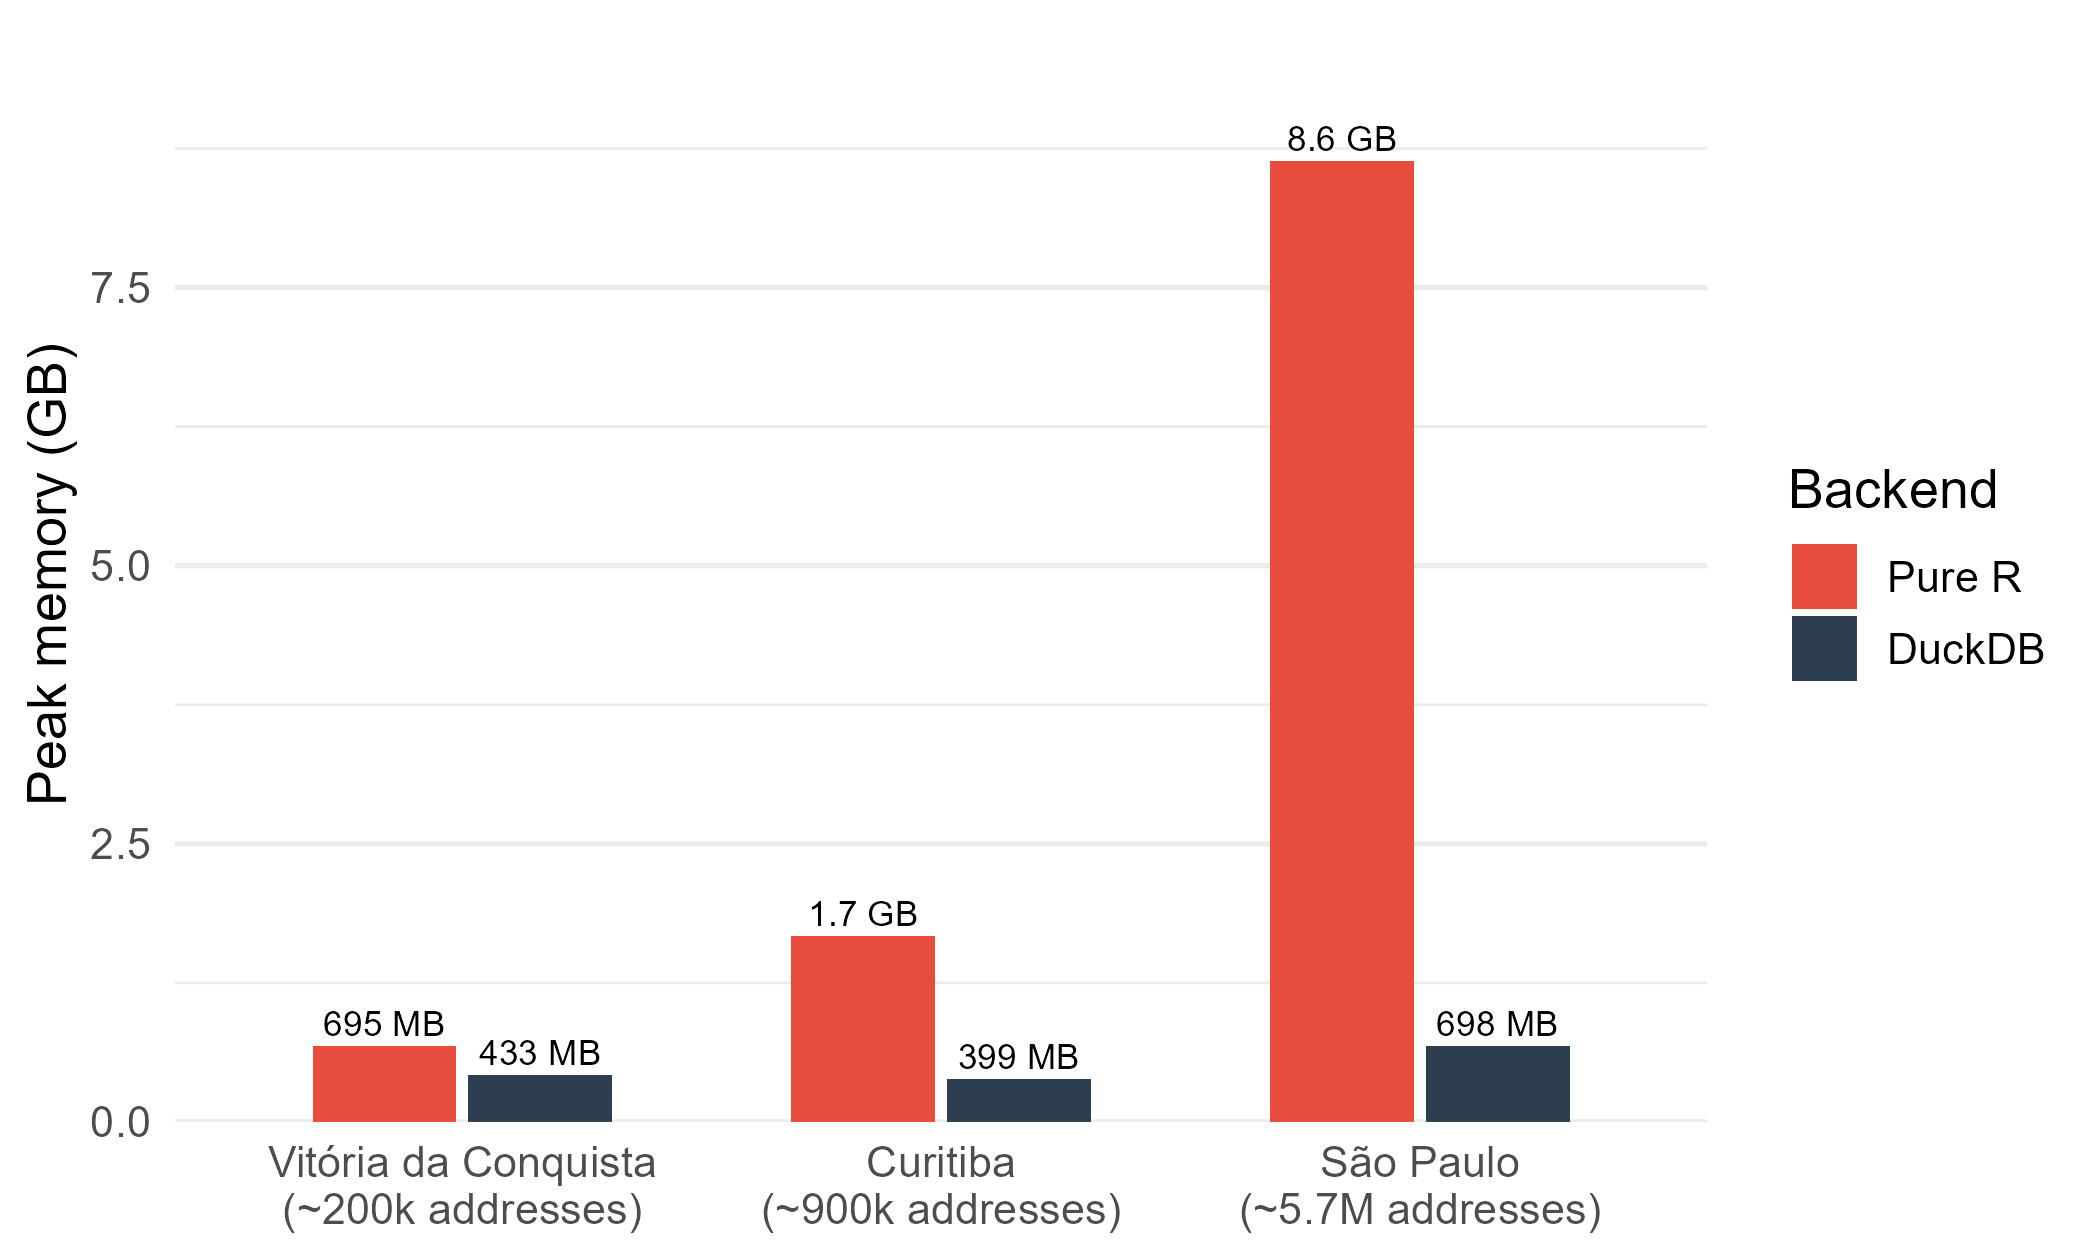 8.6 GB
7.5
5.0
2.5
0.0
Peak memory (GB)
1.7 GB
695 MB
433 MB
399 MB
698 MB
Vitória da Conquista
(~200k addresses)
Curitiba
(~900k addresses)
São Paulo
(~5.7M addresses)
Backend
Pure R
DuckDB